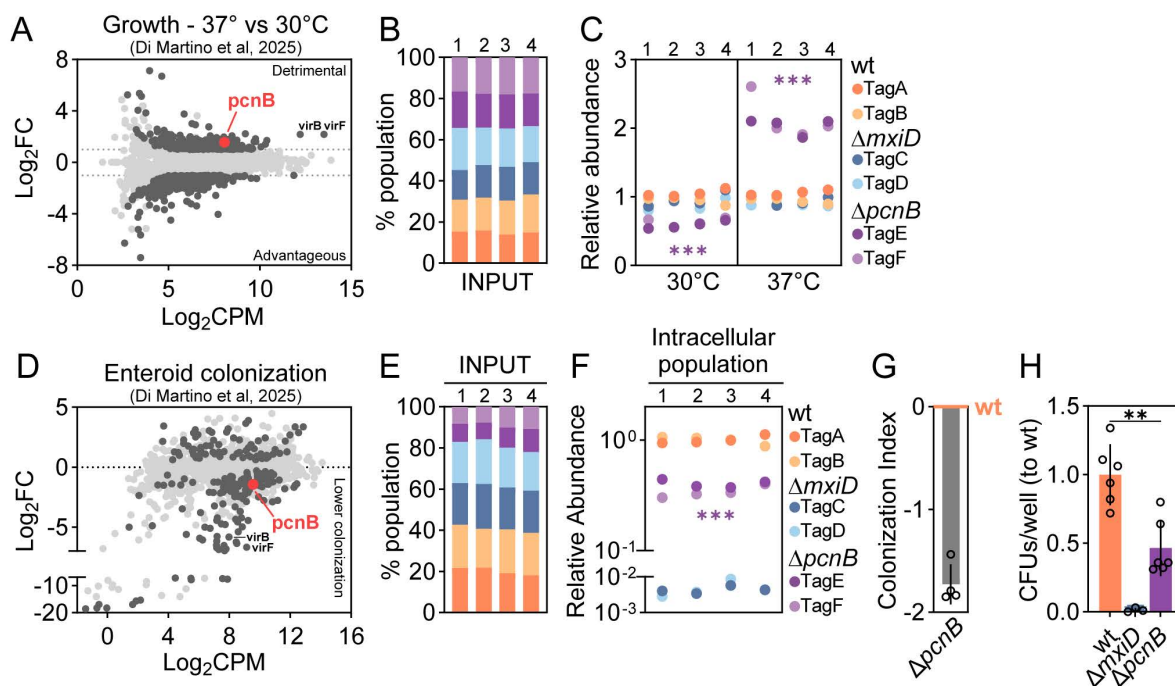 A
Growth - 37° vs 30°C
(Di Martino et al, 2025)
8
4
0
-4
-8
Log2FC
Detrimental
pcnB
virB virF
Advantageous
0
5
10
15
Log2CPM
B
1 2 3 4
100
80
60
40
20
0
% population
INPUT
C
1 2 3 4 1 2 3 4
3
2
1
0
Relative abundance
***
***
30°C 37°C
wt
TagA
TagB
ΔmxiD
TagC
TagD
ΔpcnB
TagE
TagF
D
Enteroid colonization
(Di Martino et al, 2025)
5
0
-5
-10
-20
Log2FC
pcnB
virB
virF
Lower colonization
0
4
8
12
16
Log2CPM
E
INPUT
1 2 3 4
100
80
60
40
20
0
% population
F
Intracellular
population
1 2 3 4
10^0
10^-1
10^-2
10^-3
Relative Abundance
***
wt
TagA
TagB
ΔmxiD
TagC
TagD
ΔpcnB
TagE
TagF
G
0
-1
-2
Colonization Index
wt
ΔpcnB
H
1.5
1.0
0.5
0.0
CFUs/well (to wt)
**
wt
ΔmxiD
ΔpcnB